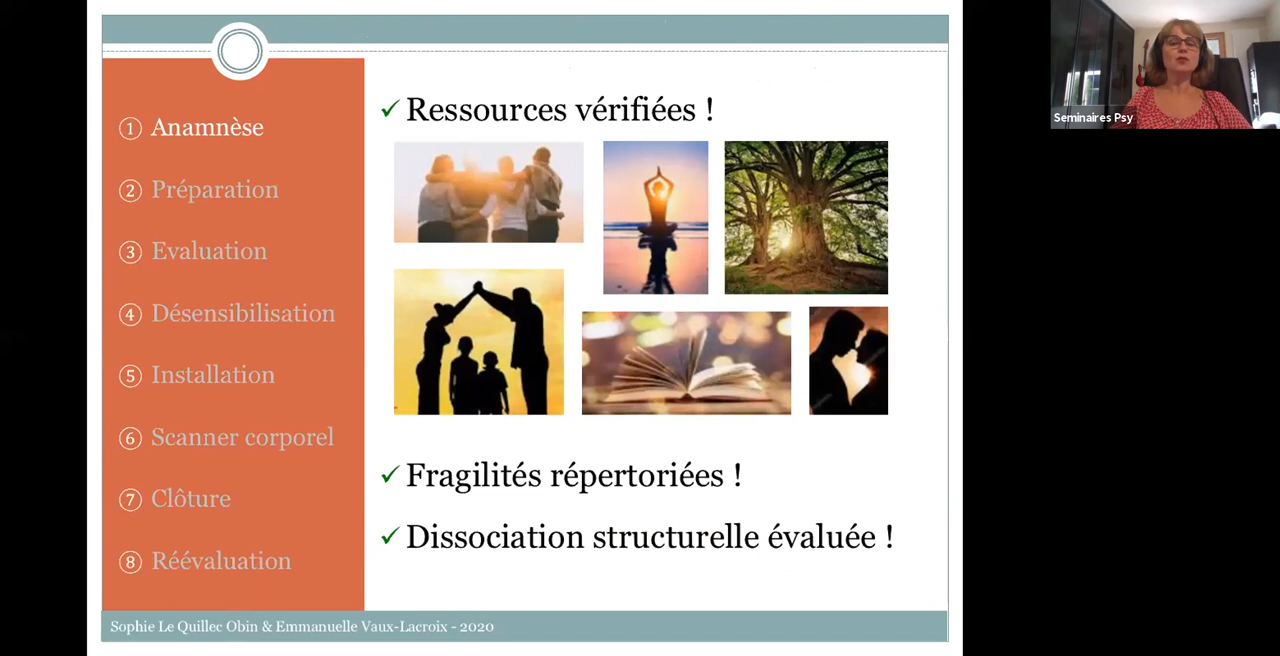 ① Anamnèse
② Préparation
③ Evaluation
④ Désensibilisation
⑤ Installation
⑥ Scanner corporel
⑦ Clôture
⑧ Réévaluation
✓ Ressources vérifiées !
✓ Fragilités répertoriées !
✓ Dissociation structurelle évaluée !
Sophie Le Quillec Obin & Emmanuelle Vaux-Lacroix - 2020
Seminaires Psy